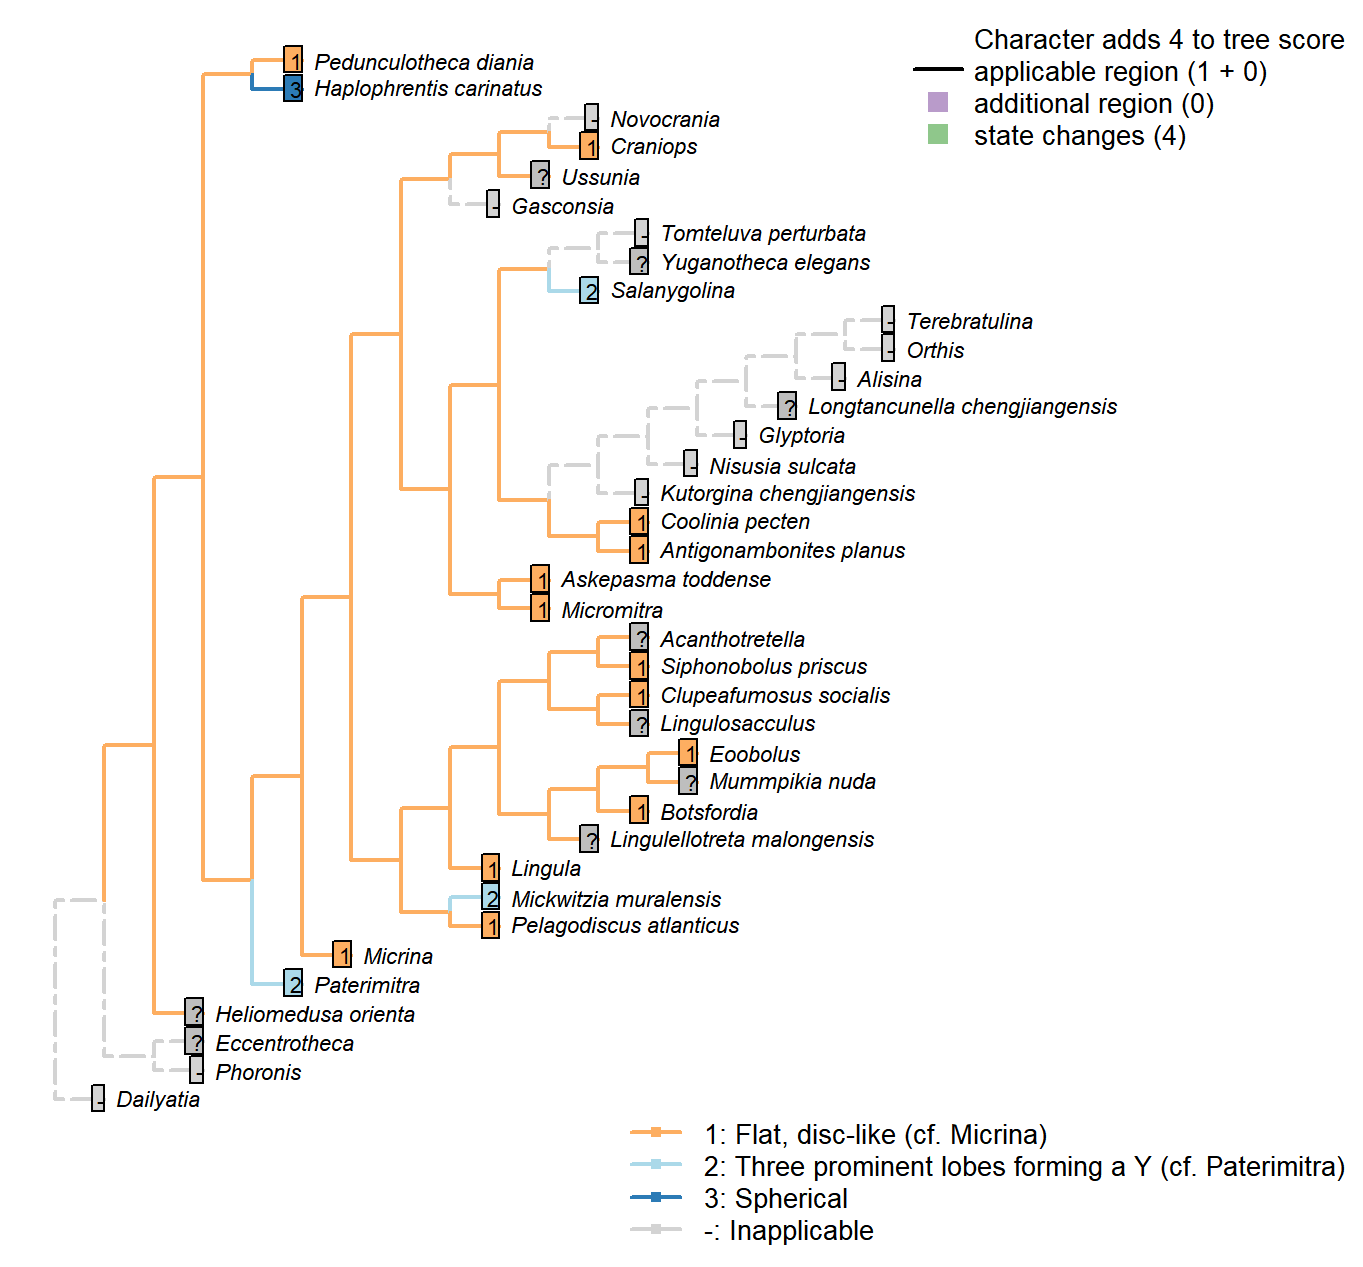 Character adds 4 to tree score
applicable region (1 + 0)
additional region (0)
state changes (4)
1 Pedunculotheca diania
3 Haplophrentis carinatus
- Novocrania
1 Craniops
? Ussunia
- Gasconsia
- Tomteluva perturbata
? Yuganotheca elegans
2 Salanygolina
- Terebratulina
- Orthis
- Alisina
? Longtancunella chengjiangensis
- Glyptoria
- Nisusia sulcata
- Kutorgina chengjiangensis
1 Coolinia pecten
1 Antigonambonites planus
1 Askepasma toddense
1 Micromitra
? Acanthotretella
1 Siphonobolus priscus
1 Clupeafumosus socialis
? Lingulosacculus
1 Eoobolus
? Mummpikia nuda
1 Botsfordia
? Lingulellotreta malongensis
1 Lingula
2 Mickwitzia muralensis
1 Pelagodiscus atlanticus
1 Micrina
2 Paterimitra
? Heliomedusa orienta
? Eccentrotheca
- Phoronis
- Dailyatia
1: Flat, disc-like (cf. Micrina)
2: Three prominent lobes forming a Y (cf. Paterimitra)
3: Spherical
-: Inapplicable